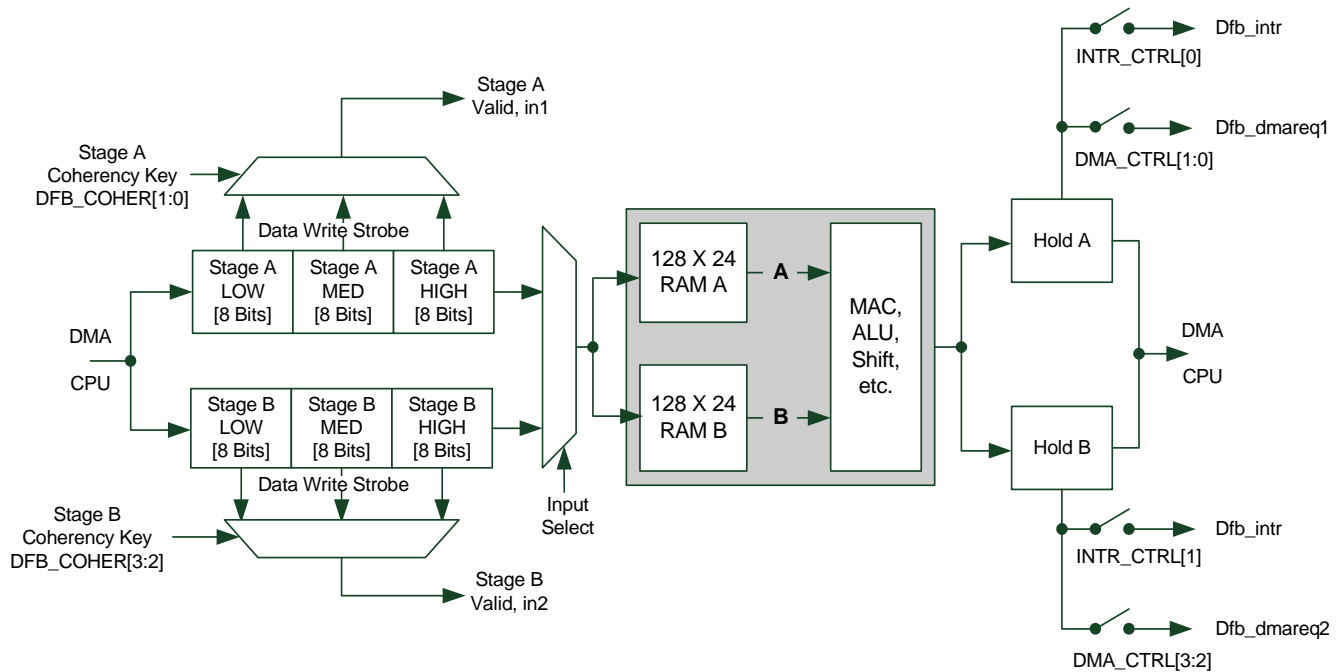 Dfb_intr
INTR_CTRL[0]
Stage A
Valid, in1
Dfb_dmareq1
DMA_CTRL[1:0]
Stage A
Coherency Key
DFB_COHER[1:0]
Data Write Strobe
Stage A
LOW
[8 Bits]
Stage A
MED
[8 Bits]
Stage A
HIGH
[8 Bits]
DMA
CPU
Stage B
LOW
[8 Bits]
Stage B
MED
[8 Bits]
Stage B
HIGH
[8 Bits]
Data Write Strobe
Stage B
Coherency Key
DFB_COHER[3:2]
Stage B
Valid, in2
Input
Select
128 X 24
RAM A
A
128 X 24
RAM B
B
MAC,
ALU,
Shift,
etc.
Hold A
Hold B
DMA
CPU
Dfb_intr
INTR_CTRL[1]
Dfb_dmareq2
DMA_CTRL[3:2]